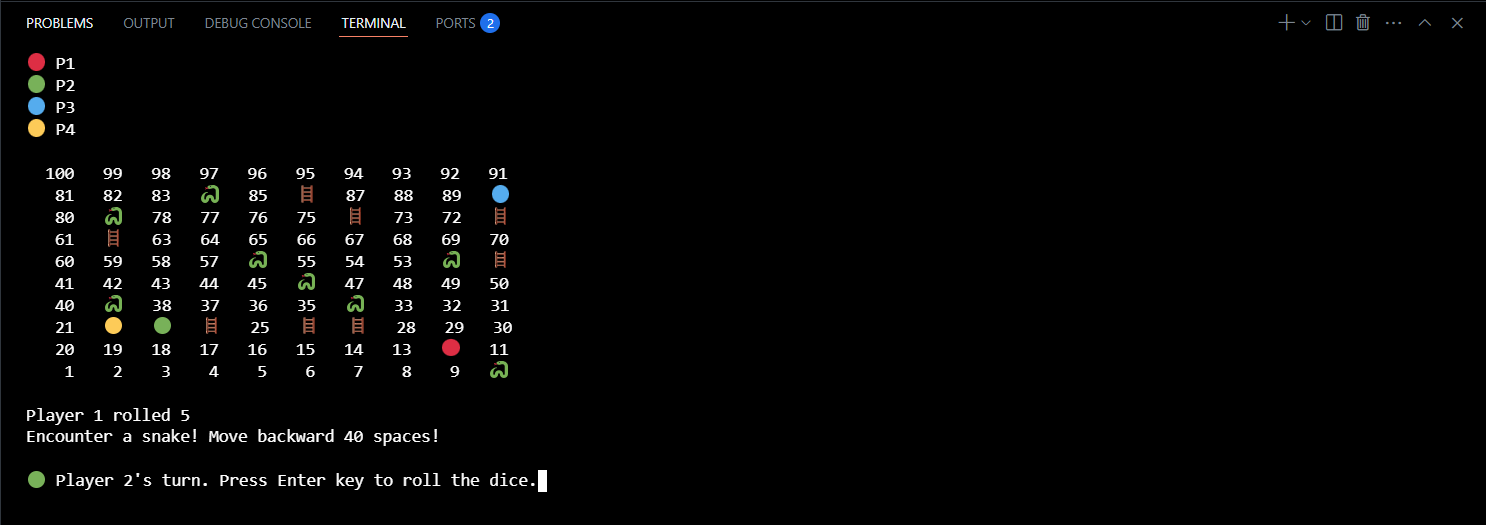 PROBLEMS OUTPUT DEBUG CONSOLE TERMINAL PORTS 2
P1
P2
P3
P4
100 99 98 97 96 95 94 93 92 91
81 82 83 85 87 88 89
80 78 77 76 75 73 72
61 63 64 65 66 67 68 69 70
60 59 58 57 55 54 53
41 42 43 44 45 47 48 49 50
40 38 37 36 35 33 32 31
21 25 28 29 30
20 19 18 17 16 15 14 13 11
1 2 3 4 5 6 7 8 9
Player 1 rolled 5
Encounter a snake! Move backward 40 spaces!
Player 2's turn. Press Enter key to roll the dice.